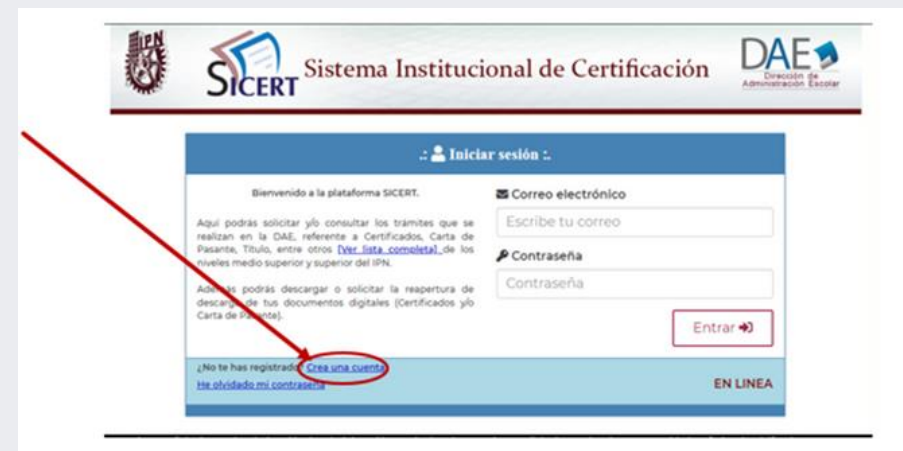 IPN
SICERT
Sistema Institucional de Certificación
DAE
Dirección de
Administración Escolar
.: Iniciar sesión :.
Bienvenido a la plataforma SICERT.
Aquí podrás solicitar y/o consultar los trámites que se
realizan en la DAE, referente a Certificados, Carta de
Pasante, Título, entre otros [Ver lista completa] de los
niveles medio superior y superior del IPN.
Además podrás descargar o solicitar la reapertura de
descarga de tus documentos digitales (Certificados y/o
Carta de Pasante).
Correo electrónico
Escribe tu correo
Contraseña
Contraseña
Entrar
¿No te has registrado? Crea una cuenta
He olvidado mi contraseña
EN LINEA